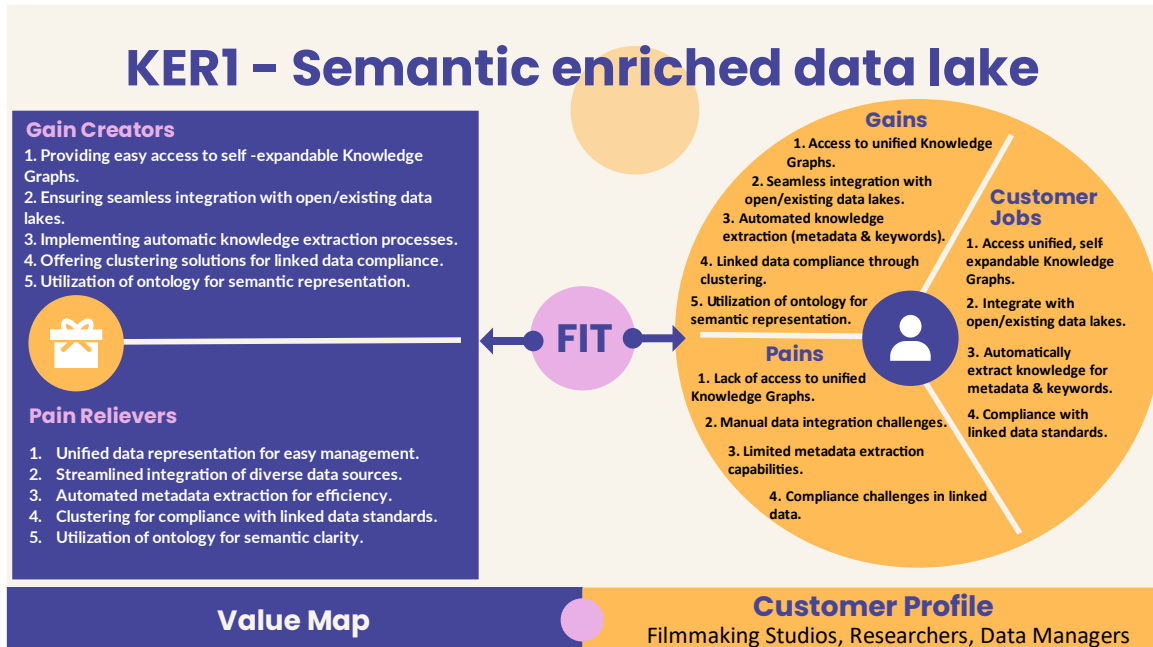 KER1 - Semantic enriched data lake
Gain Creators
1. Providing easy access to self -expandable Knowledge
Graphs.
2. Ensuring seamless integration with open/existing data
lakes.
3. Implementing automatic knowledge extraction processes.
4. Offering clustering solutions for linked data compliance.
5. Utilization of ontology for semantic representation.
Pain Relievers
1. Unified data representation for easy management.
2. Streamlined integration of diverse data sources.
3. Automated metadata extraction for efficiency.
4. Clustering for compliance with linked data standards.
5. Utilization of ontology for semantic clarity.
FIT
Gains
1. Access to unified Knowledge
Graphs.
2. Seamless integration with
open/existing data lakes.
3. Automated knowledge
extraction (metadata & keywords).
4. Linked data compliance through
clustering.
5. Utilization of ontology for
semantic representation.
Pains
1. Lack of access to unified
Knowledge Graphs.
2. Manual data integration challenges.
3. Limited metadata extraction
capabilities.
4. Compliance challenges in linked
data.
Customer
Jobs
1. Access unified, self-
expandable Knowledge
Graphs.
2. Integrate with
open/existing data lakes.
3. Automatically
extract knowledge for
metadata & keywords.
4. Compliance with
linked data standards.
Value Map
Customer Profile
Filmmaking Studios, Researchers, Data Managers